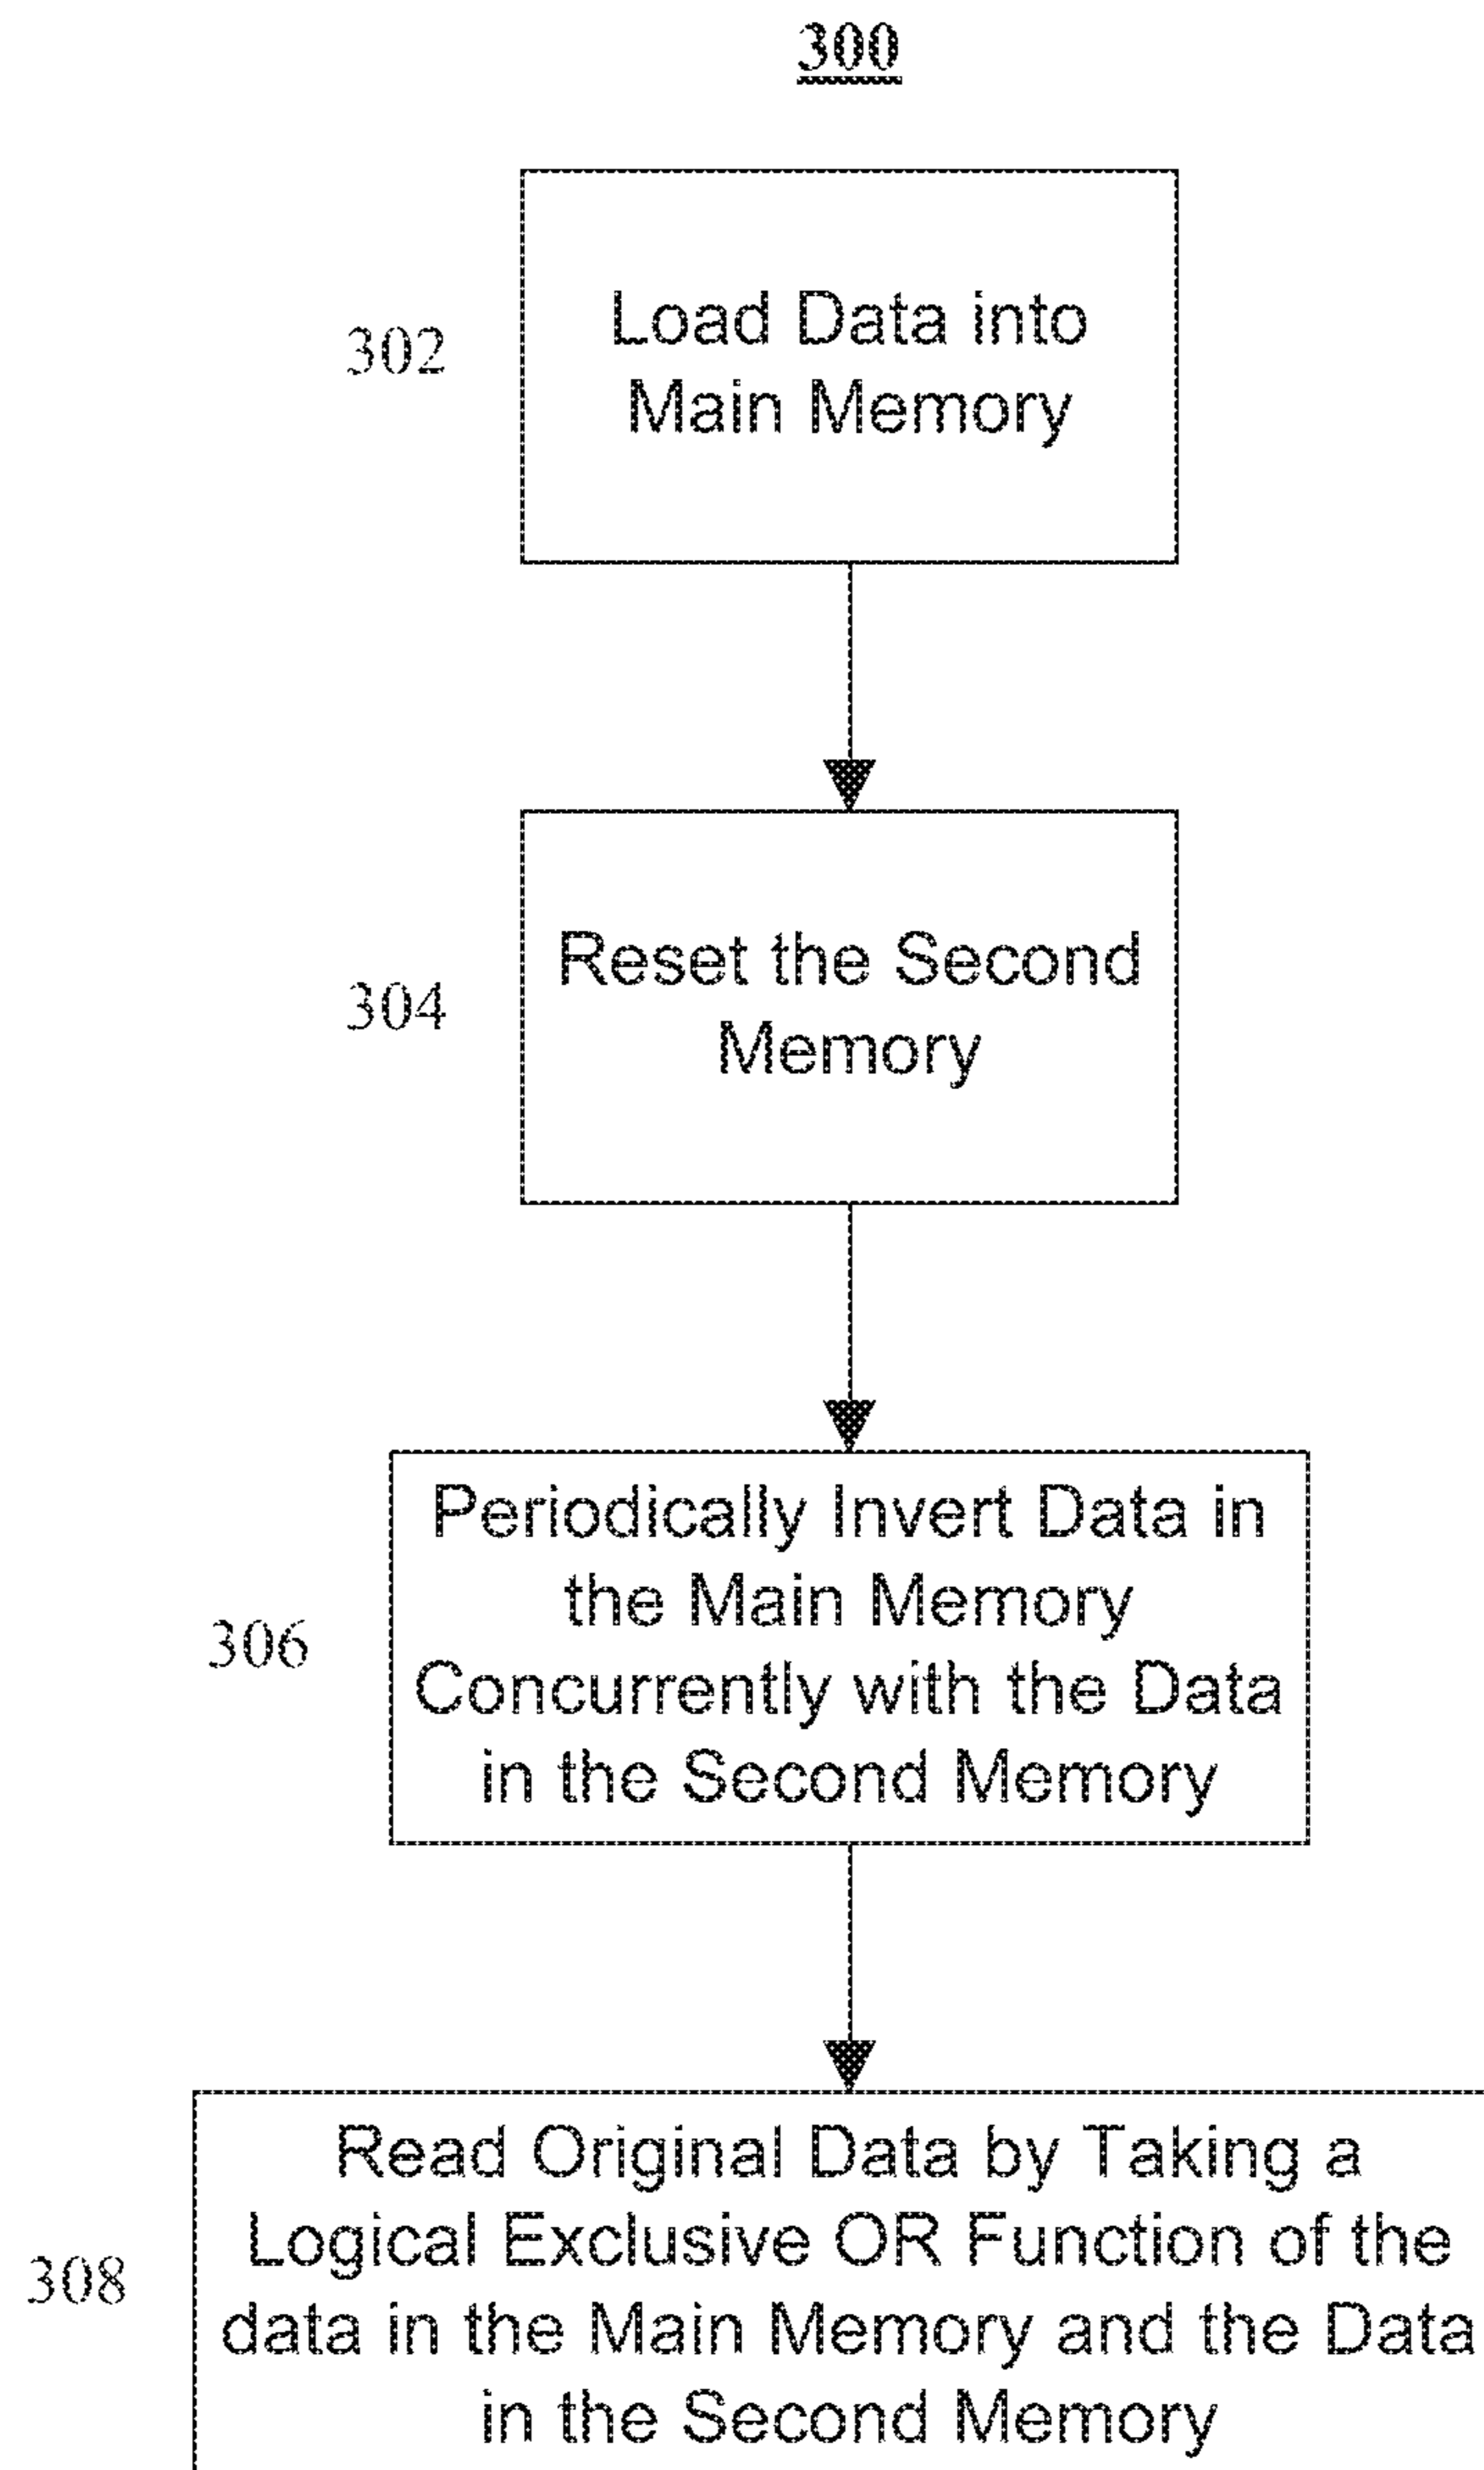 300
302
Load Data into
Main Memory
304
Reset the Second
Memory
306
Periodically Invert Data in
the Main Memory
Concurrently with the Data
in the Second Memory
308
Read Original Data by Taking a
Logical Exclusive OR Function of the
data in the Main Memory and the Data
in the Second Memory